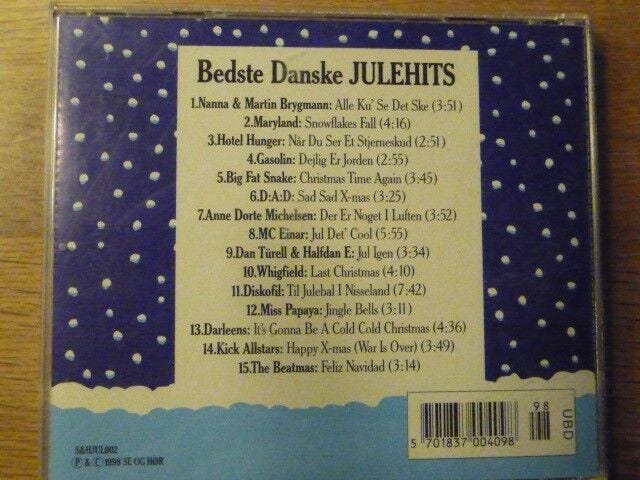 Bedste Danske JULEHITS
1.Nanna & Martin Brygmann: Alle Ku' Se Det Ske (3:51)
2.Maryland: Snowflakes Fall (4:16)
3.Hotel Hunger: Når Du Ser Et Stjerneskud (2:51)
4.Gasolin: Dejlig Er Jorden (2:55)
5.Big Fat Snake: Christmas Time Again (3:45)
6.D:A:D: Sad Sad X-mas (3:25)
7.Anne Dorte Michelsen: Der Er Noget I Luften (3:52)
8.MC Einar: Jul Det' Cool (5:55)
9.Dan Türell & Halfdan E: Jul Igen (3:34)
10.Whigfield: Last Christmas (4:10)
11.Diskofil: Til Julebal I Nisseland (7:42)
12.Miss Papaya: Jingle Bells (3:11)
13.Darleens: It's Gonna Be A Cold Cold Christmas (4:36)
14.Kick Allstars: Happy X-mas (War Is Over) (3:49)
15.The Beatmas: Feliz Navidad (3:14)
S&HJUL002
Ⓟ & Ⓒ 1998 SE OG HØR
98
5 701837 004098
UBD